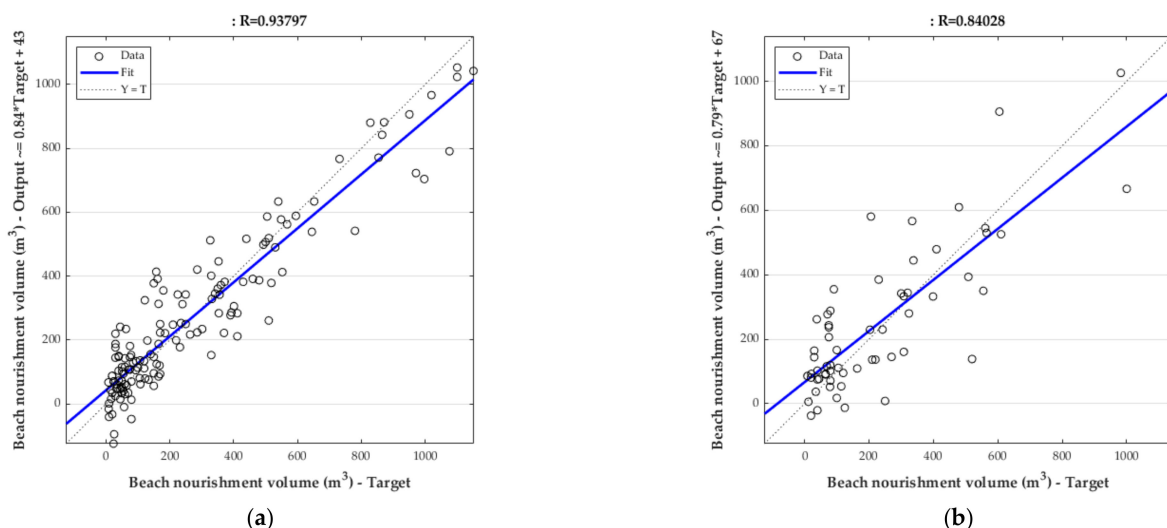 : R=0.93797
Beach nourishment volume (m³) - Output ~= 0.84*Target + 43
Data
Fit
Y = T
1000
800
600
400
200
0
0 200 400 600 800 1000
Beach nourishment volume (m³) - Target
(a)
: R=0.84028
Beach nourishment volume (m³) - Output ~= 0.79*Target + 67
Data
Fit
Y = T
1000
800
600
400
200
0
0 200 400 600 800 1000
Beach nourishment volume (m³) - Target
(b)